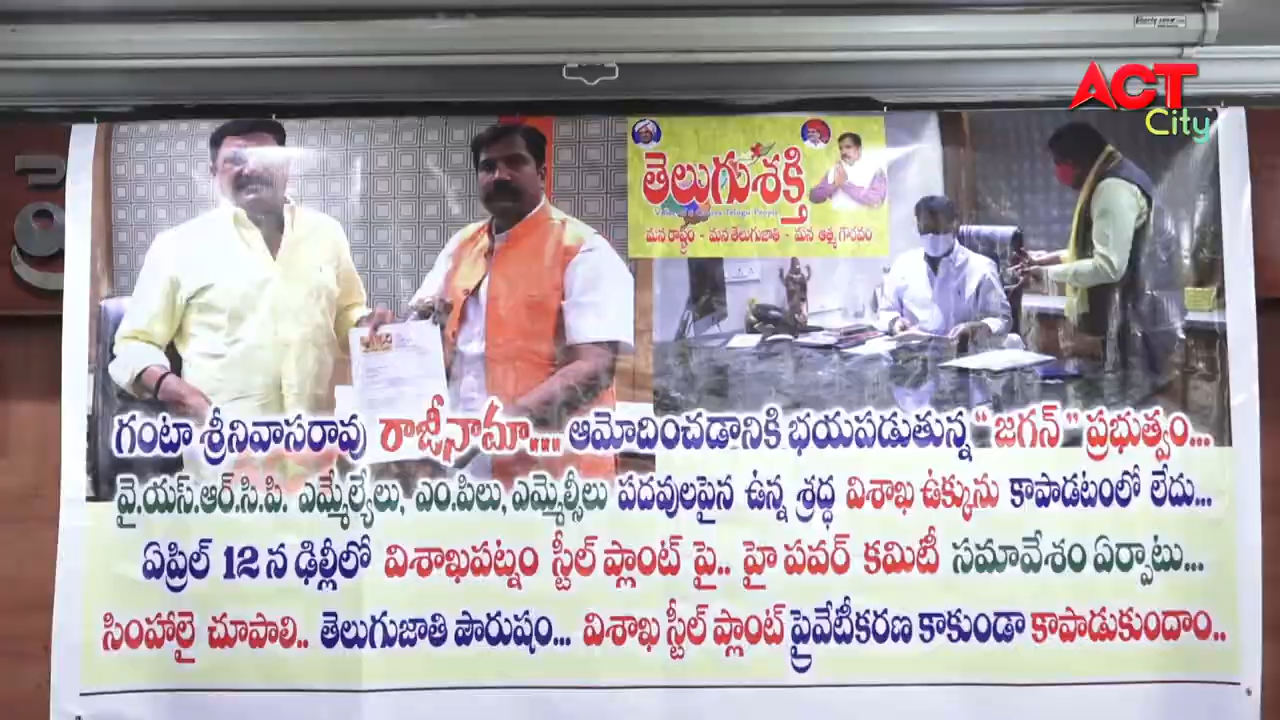 ACT
City
తెలుగుశక్తి
మన రాష్ట్రం - మన తెలుగుజాతి - మన ఆత్మ గౌరవం
గంటా శ్రీనివాసరావు రాజీనామా.... ఆమోదించడానికి భయపడుతున్న "జగన్" ప్రభుత్వం...
వై.యస్.ఆర్.సి.పి. ఎమ్మేల్యేలు, ఎం.పిలు, ఎమ్మెల్సీలు పదవులపైన ఉన్న శ్రద్ధ విశాఖ ఉక్కును కాపాడటంలో లేదు...
ఏప్రిల్ 12 న ఢిల్లీలో విశాఖపట్నం స్టీల్ ప్లాంట్ పై.. హై పవర్ కమిటీ సమావేశం ఏర్పాటు...
సింహాలై చూపాలి.. తెలుగుజాతి పౌరుషం... విశాఖ స్టీల్ ప్లాంట్ ప్రైవేటీకరణ కాకుండా కాపాడుకుందాం..